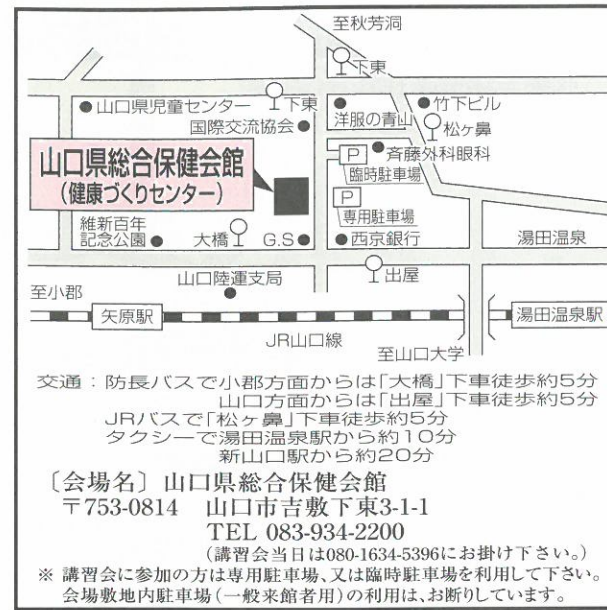 至秋芳洞
下東
山口県児童センター
下東
洋服の青山
竹下ビル
国際交流協会
松ヶ鼻
山口県総合保健会館
(健康づくりセンター)
P
斉藤外科眼科
臨時駐車場
P
専用駐車場
維新百年
記念公園
大橋
G.S
西京銀行
湯田温泉
山口陸運支局
出屋
至小郡
矢原駅
湯田温泉駅
JR山口線
至山口大学
交通:防長バスで小郡方面からは「大橋」下車徒歩約5分
山口方面からは「出屋」下車徒歩約5分
JRバスで「松ヶ鼻」下車徒歩約5分
タクシーで湯田温泉駅から約10分
新山口駅から約20分
〔会場名〕山口県総合保健会館
〒753-0814 山口市吉敷下東3-1-1
TEL 083-934-2200
(講習会当日は080-1634-5396にお掛け下さい。)
※ 講習会に参加の方は専用駐車場、又は臨時駐車場を利用して下さい。
会場敷地内駐車場(一般来館者用)の利用は、お断りしています。